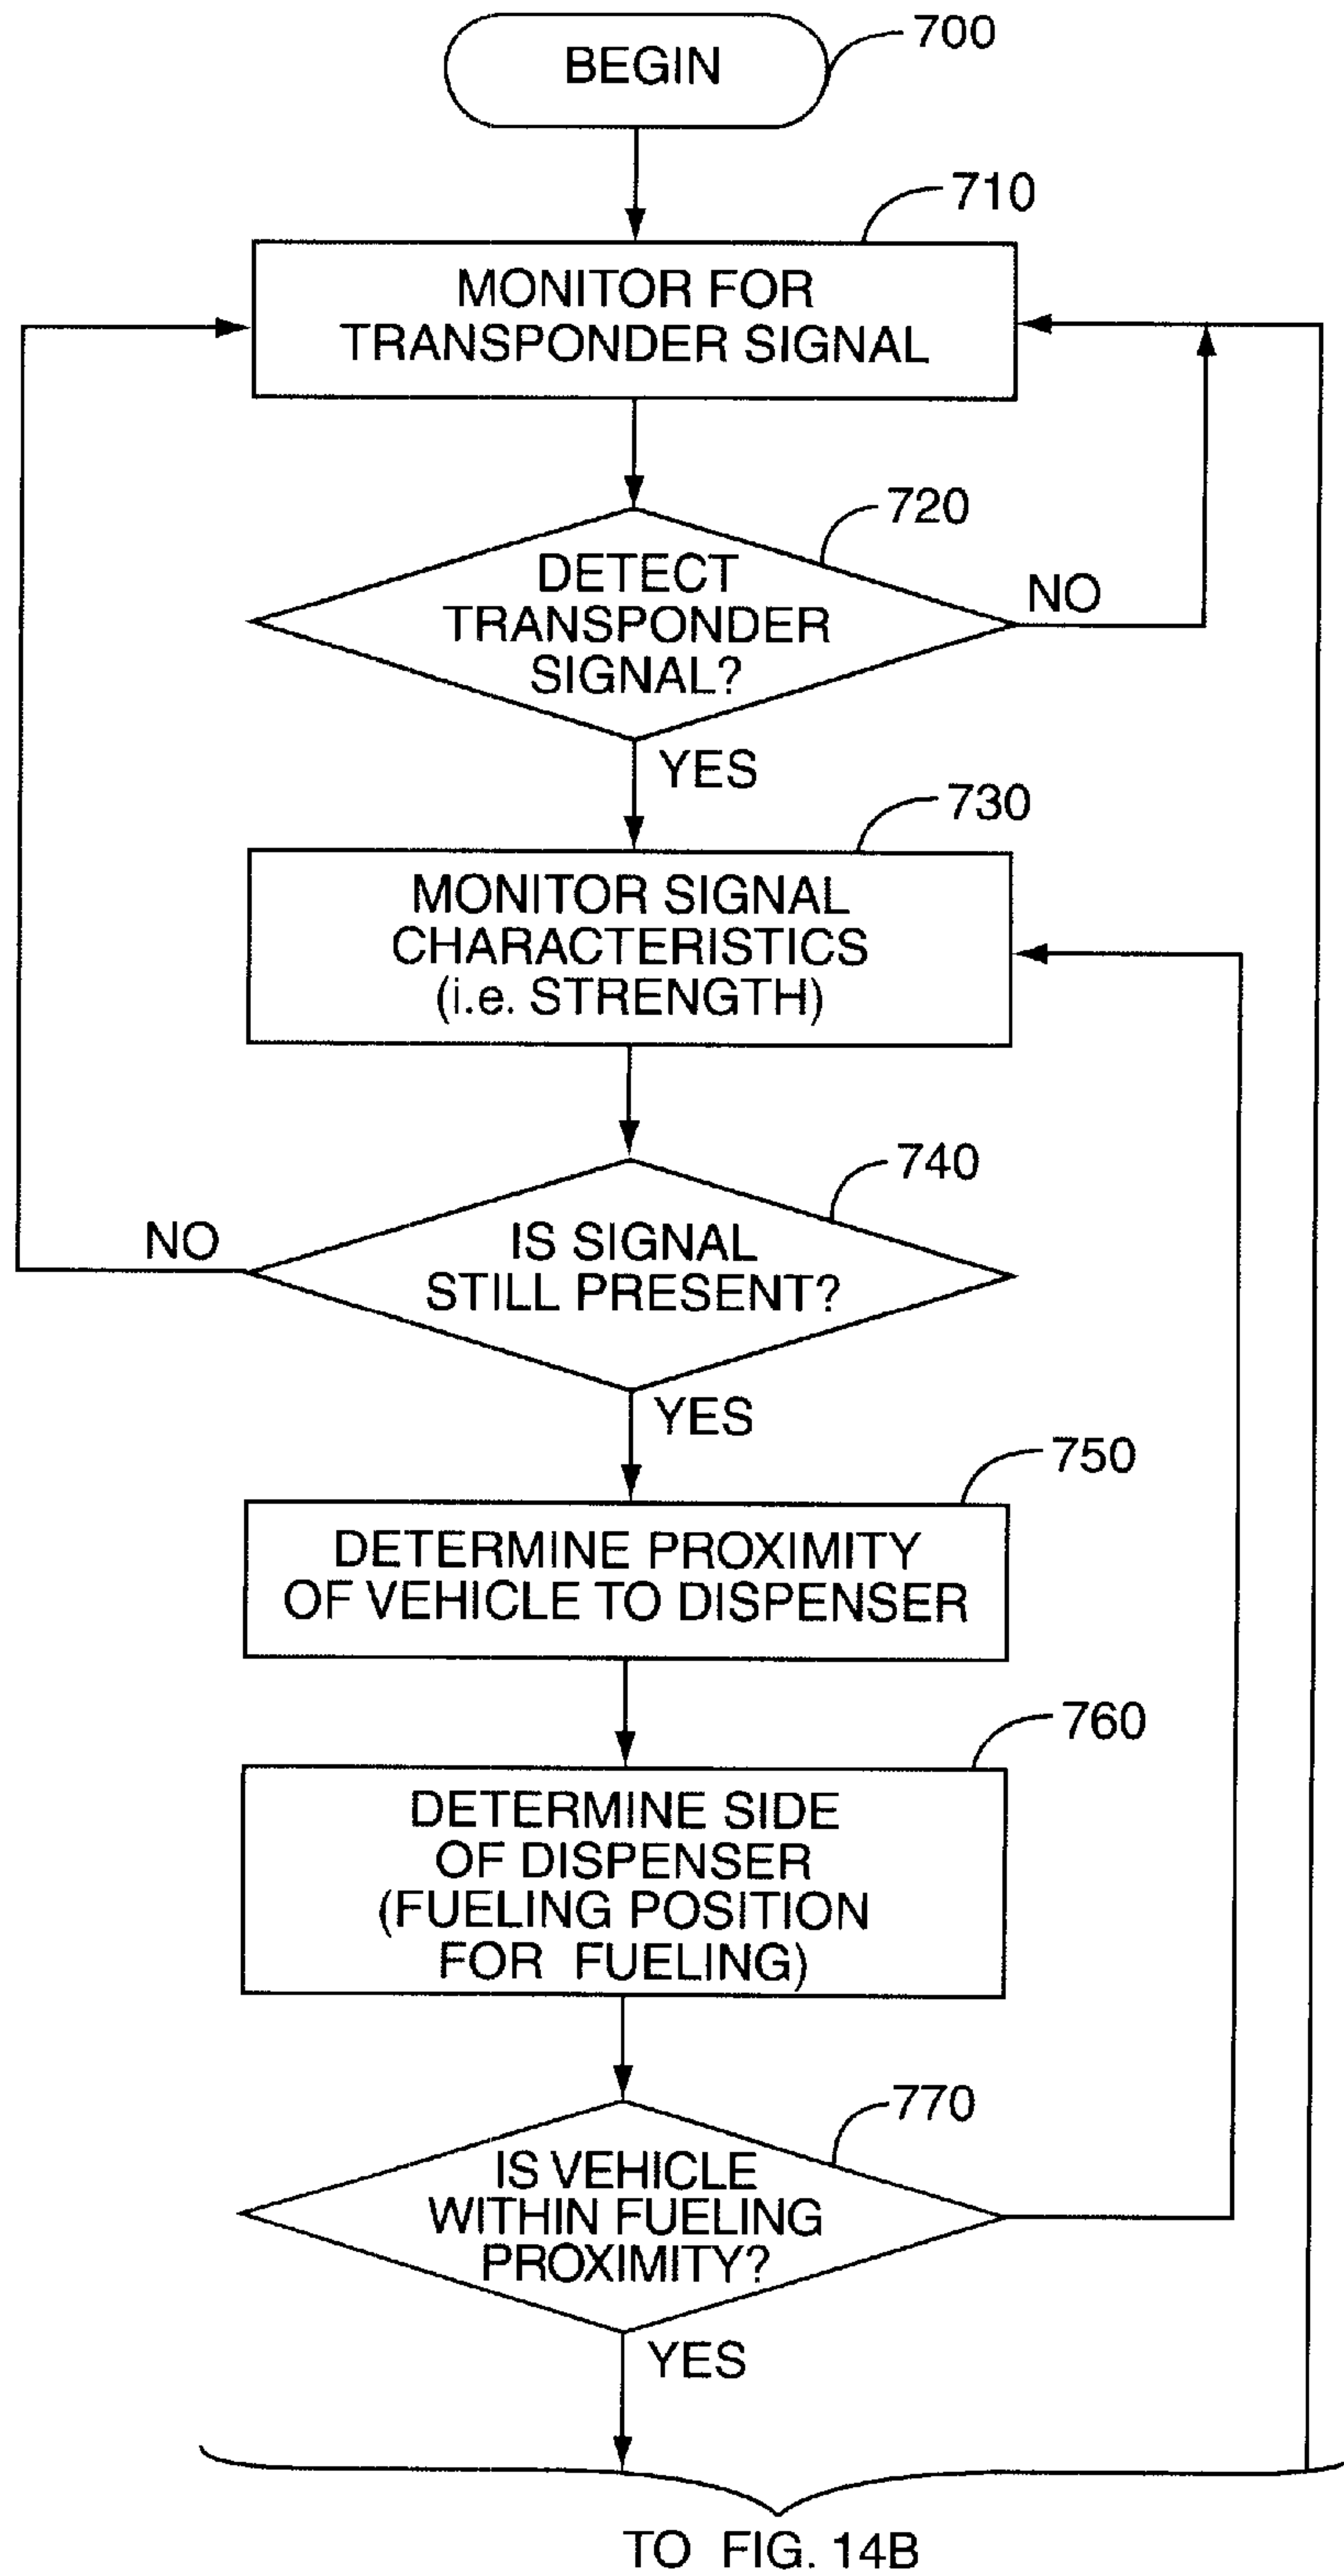 BEGIN
700
710
MONITOR FOR
TRANSPONDER SIGNAL
720
DETECT
TRANSPONDER
SIGNAL?
NO
YES
730
MONITOR SIGNAL
CHARACTERISTICS
(i.e. STRENGTH)
740
NO
IS SIGNAL
STILL PRESENT?
YES
750
DETERMINE PROXIMITY
OF VEHICLE TO DISPENSER
760
DETERMINE SIDE
OF DISPENSER
(FUELING POSITION
FOR FUELING)
770
IS VEHICLE
WITHIN FUELING
PROXIMITY?
YES
TO FIG. 14B